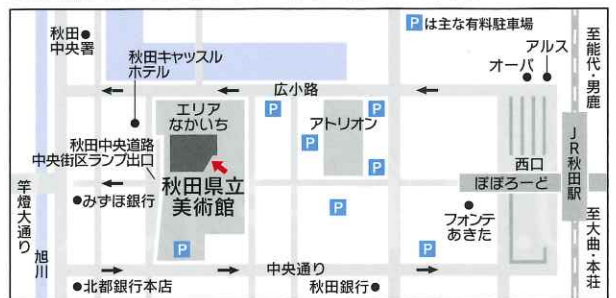 Pは主な有料駐車場
秋田
中央署
秋田キャッスル
ホテル
広小路
オーパ
アルス
至能代・男鹿
エリア
なかいち
アトリオン
秋田中央道路
中央街区ランプ出口
秋田県立
美術館
みずほ銀行
竿燈大通り
旭川
西口
ぽぽろーど
JR秋田駅
フォンテ
あきた
至大曲・本荘
中央通り
北都銀行本店
秋田銀行
P
P
P
P
P
P
P